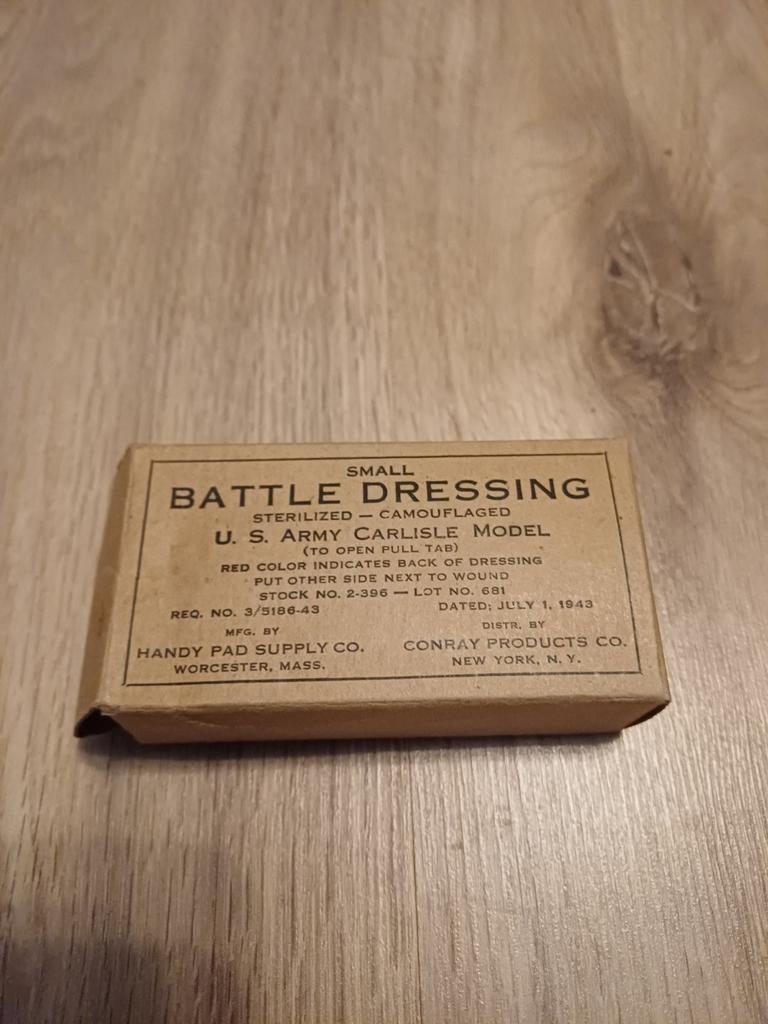 SMALL
BATTLE DRESSING
STERILIZED — CAMOUFLAGED
U. S. ARMY CARLISLE MODEL
(TO OPEN PULL TAB)
RED COLOR INDICATES BACK OF DRESSING
PUT OTHER SIDE NEXT TO WOUND
STOCK NO. 2-396 — LOT NO. 681
REQ. NO. 3/5186-43 DATED; JULY 1, 1943
MFG. BY DISTR. BY
HANDY PAD SUPPLY CO. CONRAY PRODUCTS CO.
WORCESTER, MASS. NEW YORK, N. Y.